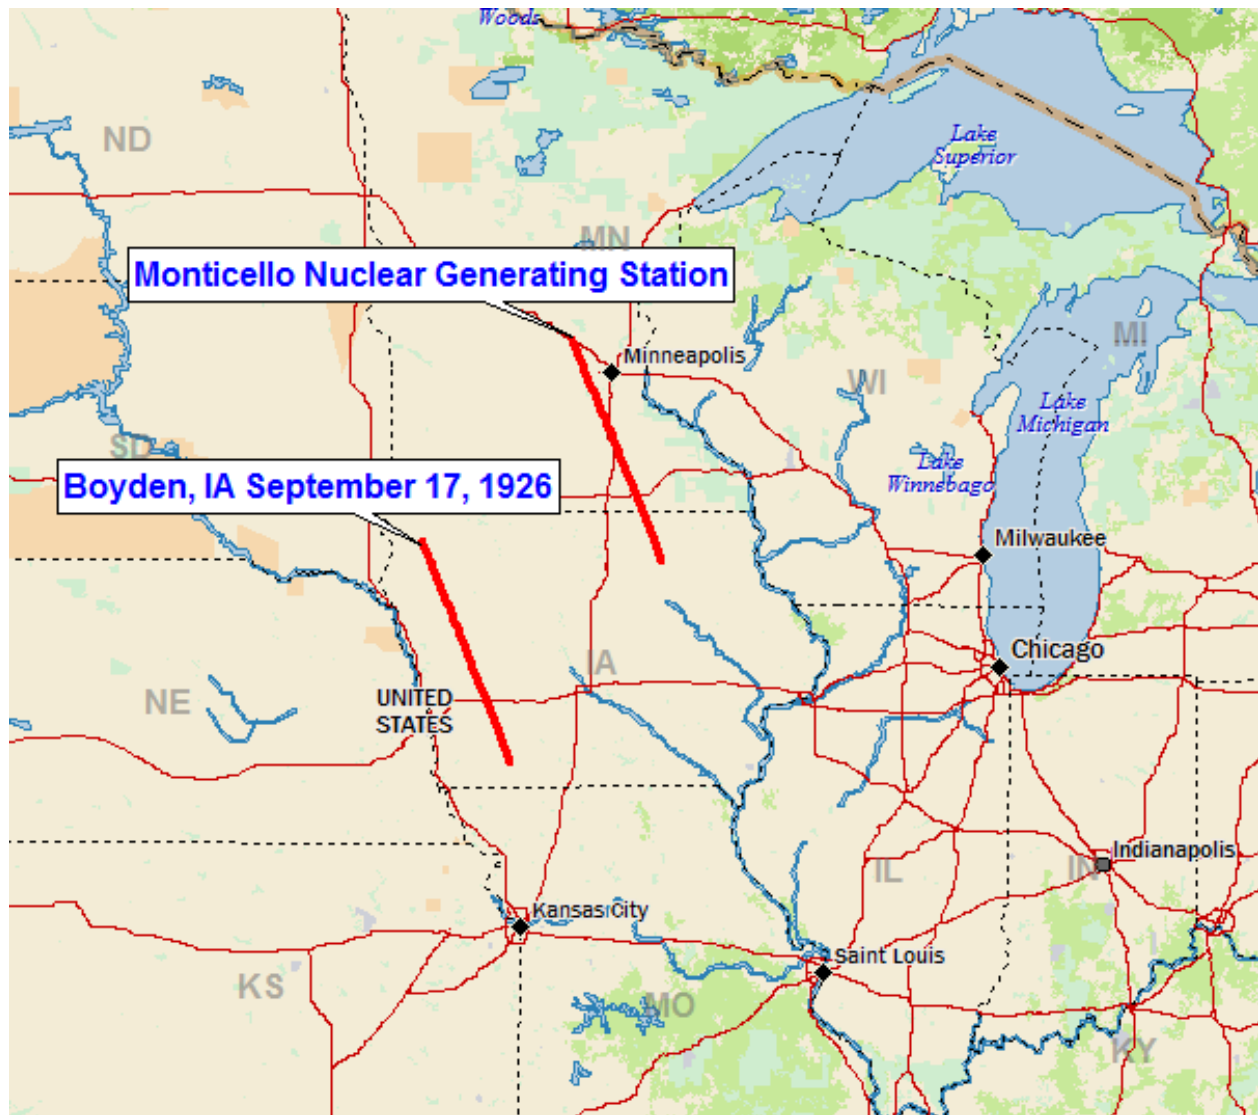 Woods
ND
Lake
Superior
MN
Monticello Nuclear Generating Station
MI
Minneapolis
WI
Lake
Michigan
SD
Lake
Winnebago
Boyden, IA September 17, 1926
Milwaukee
Chicago
IA
NE
UNITED
STATES
Indianapolis
IL
IN
Kansas City
Saint Louis
KS
MO
KY